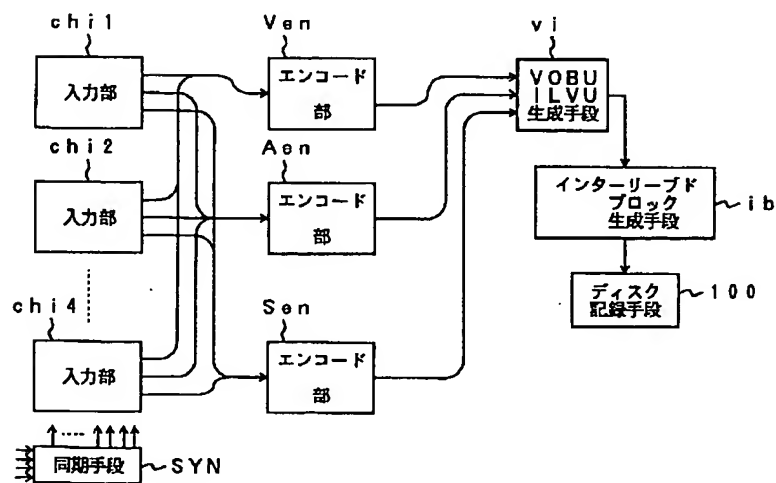 chi1
入力部
chi2
入力部
chi4
入力部
同期手段
SYN
Ven
エンコード
部
Aen
エンコード
部
Sen
エンコード
部
vi
VOBU
ILVU
生成手段
インターリーブド
ブロック
生成手段
ib
ディスク
記録手段
100